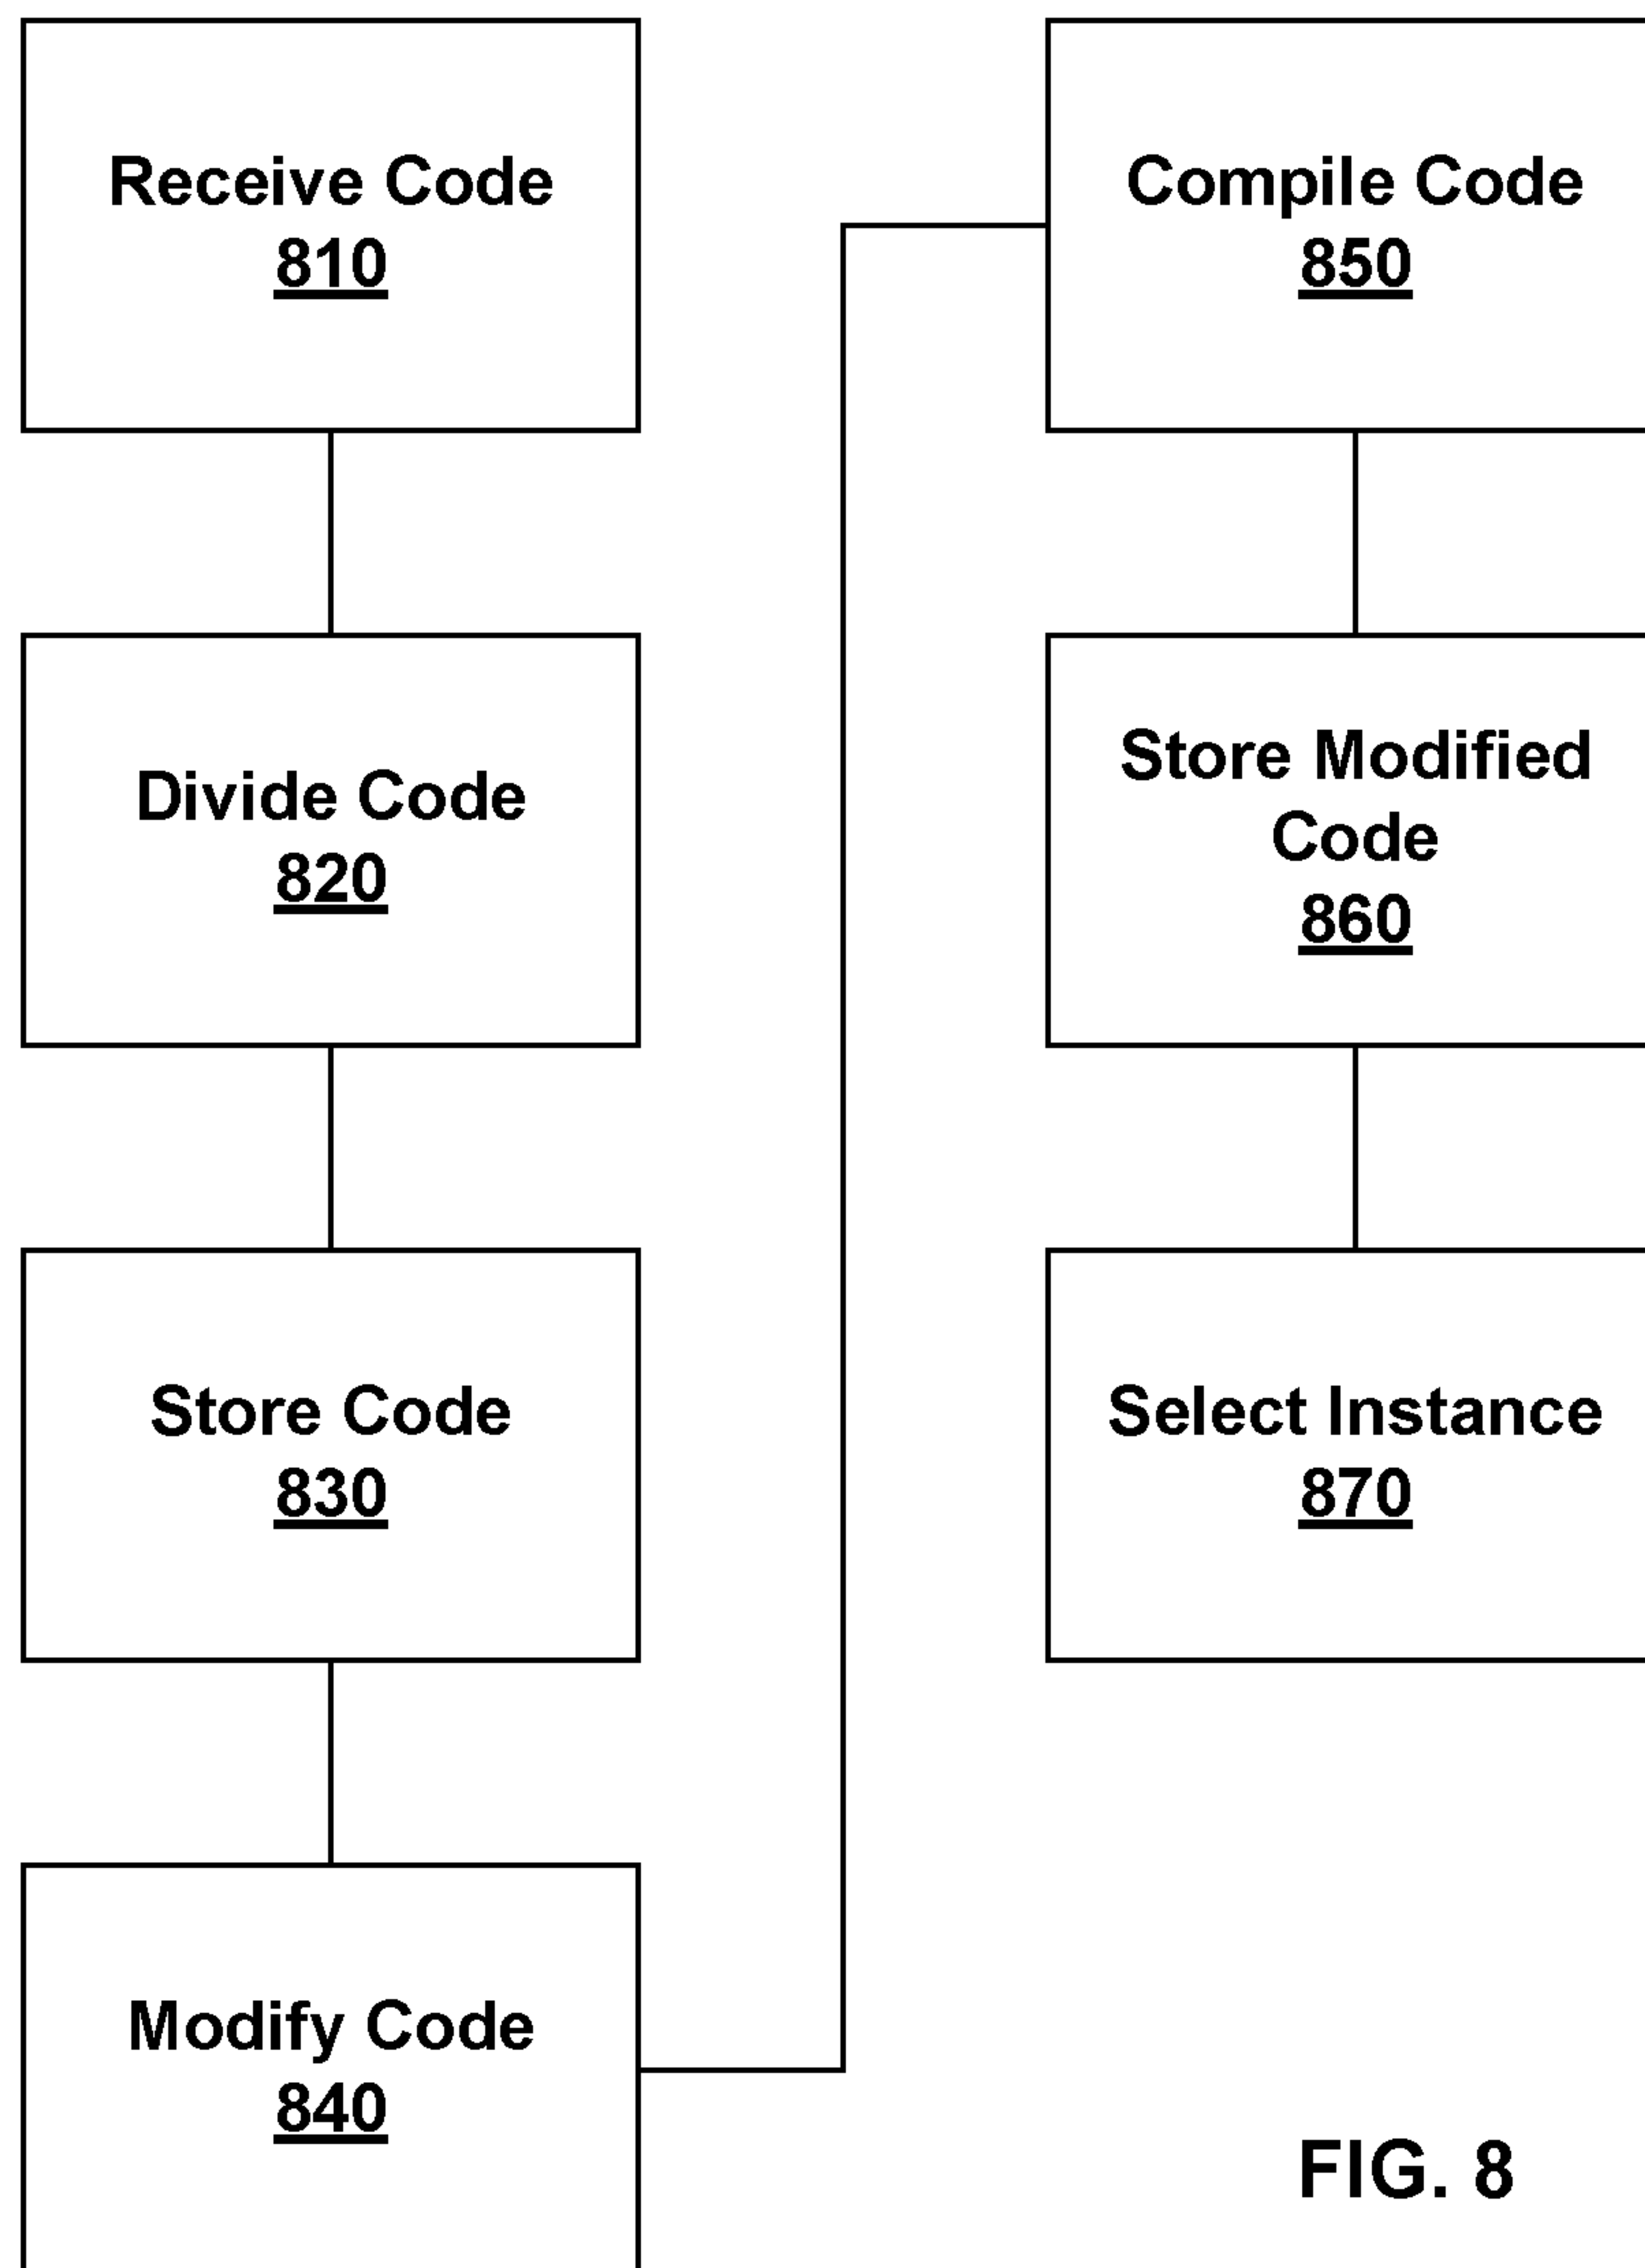 Receive Code
810
Divide Code
820
Store Code
830
Modify Code
840
Compile Code
850
Store Modified
Code
860
Select Instance
870
FIG. 8